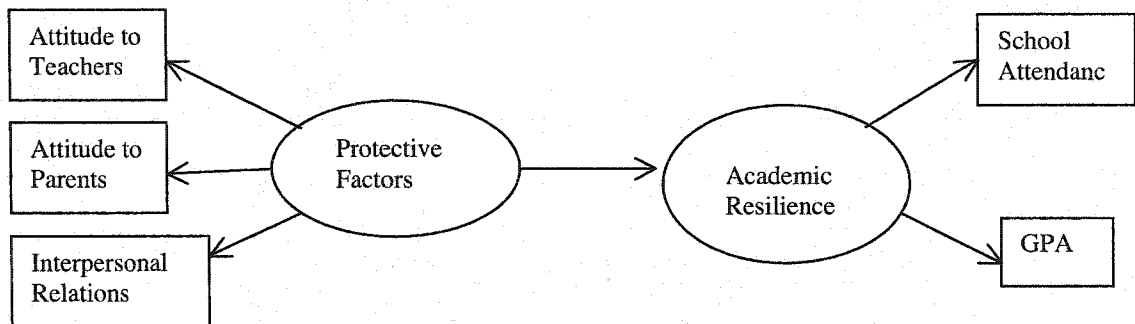 Attitude to
Teachers
Attitude to
Parents
Interpersonal
Relations
Protective
Factors
Academic
Resilience
School
Attendanc
GPA